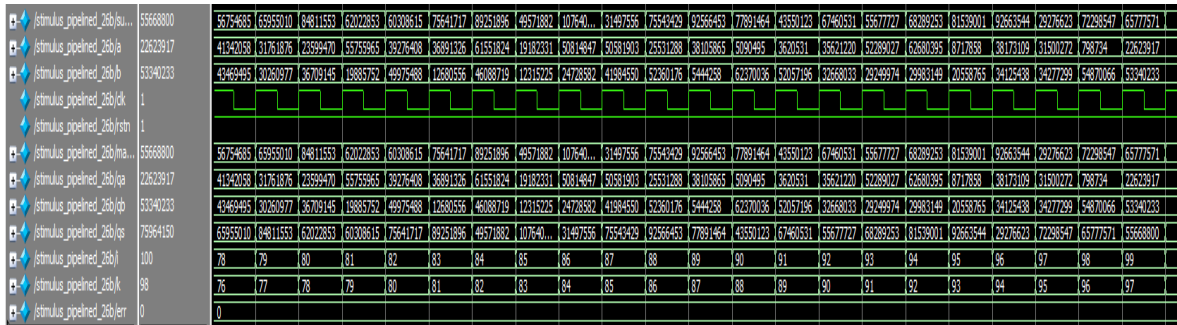 /stimulus_pipelined_26b/su... 55668800 56754685 65955010 84811553 62022853 60308615 75641717 89251896 49571882 107640... 31497556 75543429 92566453 77891464 43550123 67460531 55677727 68289253 81539001 92663544 29276623 72298547 65777571
/stimulus_pipelined_26b/a 22623917 41342058 31761876 23599470 55755965 39276408 36891326 61551824 19182331 50814847 50581903 25531288 38105865 5090495 3620531 35621220 52289027 62680395 8717858 38173109 31500272 798734 22623917
/stimulus_pipelined_26b/b 53340233 43469495 30260977 36709145 19885752 49975488 12680556 46088719 12315225 24728582 41984550 52360176 5444258 62370036 52057196 32668033 29249974 29983149 20558765 34125438 34277299 54870066 53340233
/stimulus_pipelined_26b/clk 1
/stimulus_pipelined_26b/rstn 1
/stimulus_pipelined_26b/ma... 55668800 56754685 65955010 84811553 62022853 60308615 75641717 89251896 49571882 107640... 31497556 75543429 92566453 77891464 43550123 67460531 55677727 68289253 81539001 92663544 29276623 72298547 65777571
/stimulus_pipelined_26b/qa 22623917 41342058 31761876 23599470 55755965 39276408 36891326 61551824 19182331 50814847 50581903 25531288 38105865 5090495 3620531 35621220 52289027 62680395 8717858 38173109 31500272 798734 22623917
/stimulus_pipelined_26b/qb 53340233 43469495 30260977 36709145 19885752 49975488 12680556 46088719 12315225 24728582 41984550 52360176 5444258 62370036 52057196 32668033 29249974 29983149 20558765 34125438 34277299 54870066 53340233
/stimulus_pipelined_26b/qs 75964150 65955010 84811553 62022853 60308615 75641717 89251896 49571882 107640... 31497556 75543429 92566453 77891464 43550123 67460531 55677727 68289253 81539001 92663544 29276623 72298547 65777571 55668800
/stimulus_pipelined_26b/i 100 78 79 80 81 82 83 84 85 86 87 88 89 90 91 92 93 94 95 96 97 98 99
/stimulus_pipelined_26b/k 98 76 77 78 79 80 81 82 83 84 85 86 87 88 89 90 91 92 93 94 95 96 97
/stimulus_pipelined_26b/err 0 0